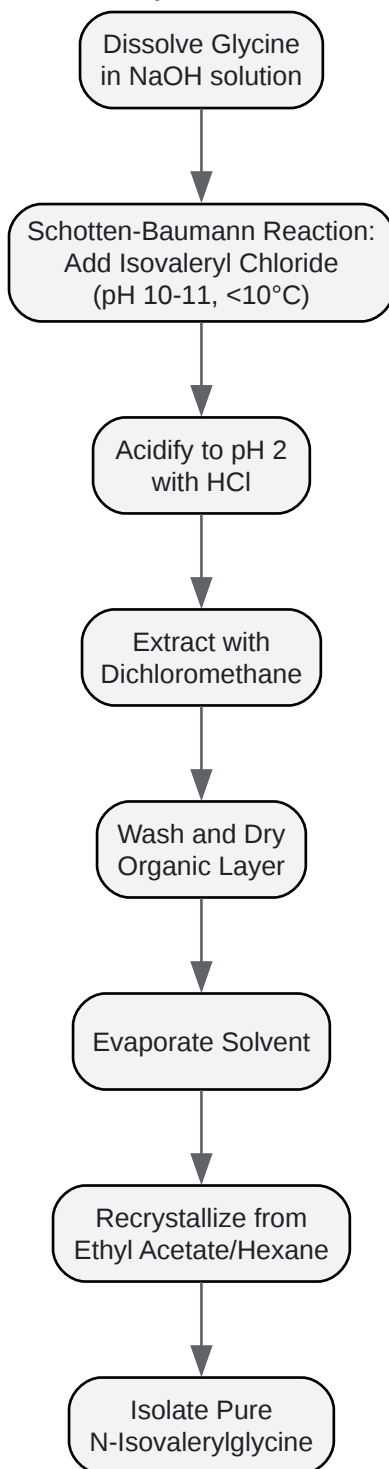 Dissolve Glycine
in NaOH solution
Schotten-Baumann Reaction:
Add Isovaleryl Chloride
(pH 10-11, <10°C)
Acidify to pH 2
with HCl
Extract with
Dichloromethane
Wash and Dry
Organic Layer
Evaporate Solvent
Recrystallize from
Ethyl Acetate/Hexane
Isolate Pure
N-Isovalerylglycine